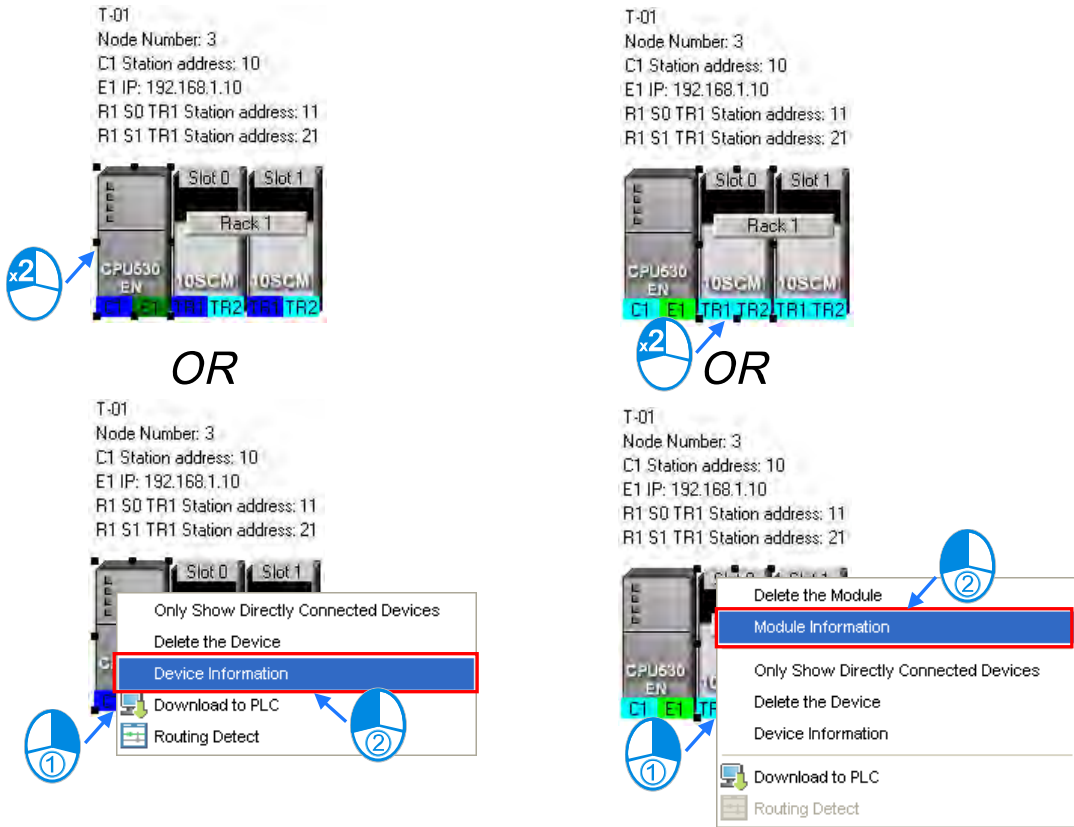 T-01
Node Number: 3
C1 Station address: 10
E1 IP: 192.168.1.10
R1 S0 TR1 Station address: 11
R1 S1 TR1 Station address: 21
Slot 0 Slot 1
Rack 1
CPU530
EN
10SCM 10SCM
C1 E1 TR1 TR2 TR1 TR2
x2
OR
T-01
Node Number: 3
C1 Station address: 10
E1 IP: 192.168.1.10
R1 S0 TR1 Station address: 11
R1 S1 TR1 Station address: 21
Slot 0 Slot 1
Only Show Directly Connected Devices
Delete the Device
Device Information
Download to PLC
Routing Detect
①
②
T-01
Node Number: 3
C1 Station address: 10
E1 IP: 192.168.1.10
R1 S0 TR1 Station address: 11
R1 S1 TR1 Station address: 21
Slot 0 Slot 1
Rack 1
CPU530
EN
10SCM 10SCM
C1 E1 TR1 TR2 TR1 TR2
x2
OR
T-01
Node Number: 3
C1 Station address: 10
E1 IP: 192.168.1.10
R1 S0 TR1 Station address: 11
R1 S1 TR1 Station address: 21
CPU530
EN
C1 E1
Delete the Module
Module Information
Only Show Directly Connected Devices
Delete the Device
Device Information
Download to PLC
Routing Detect
①
②